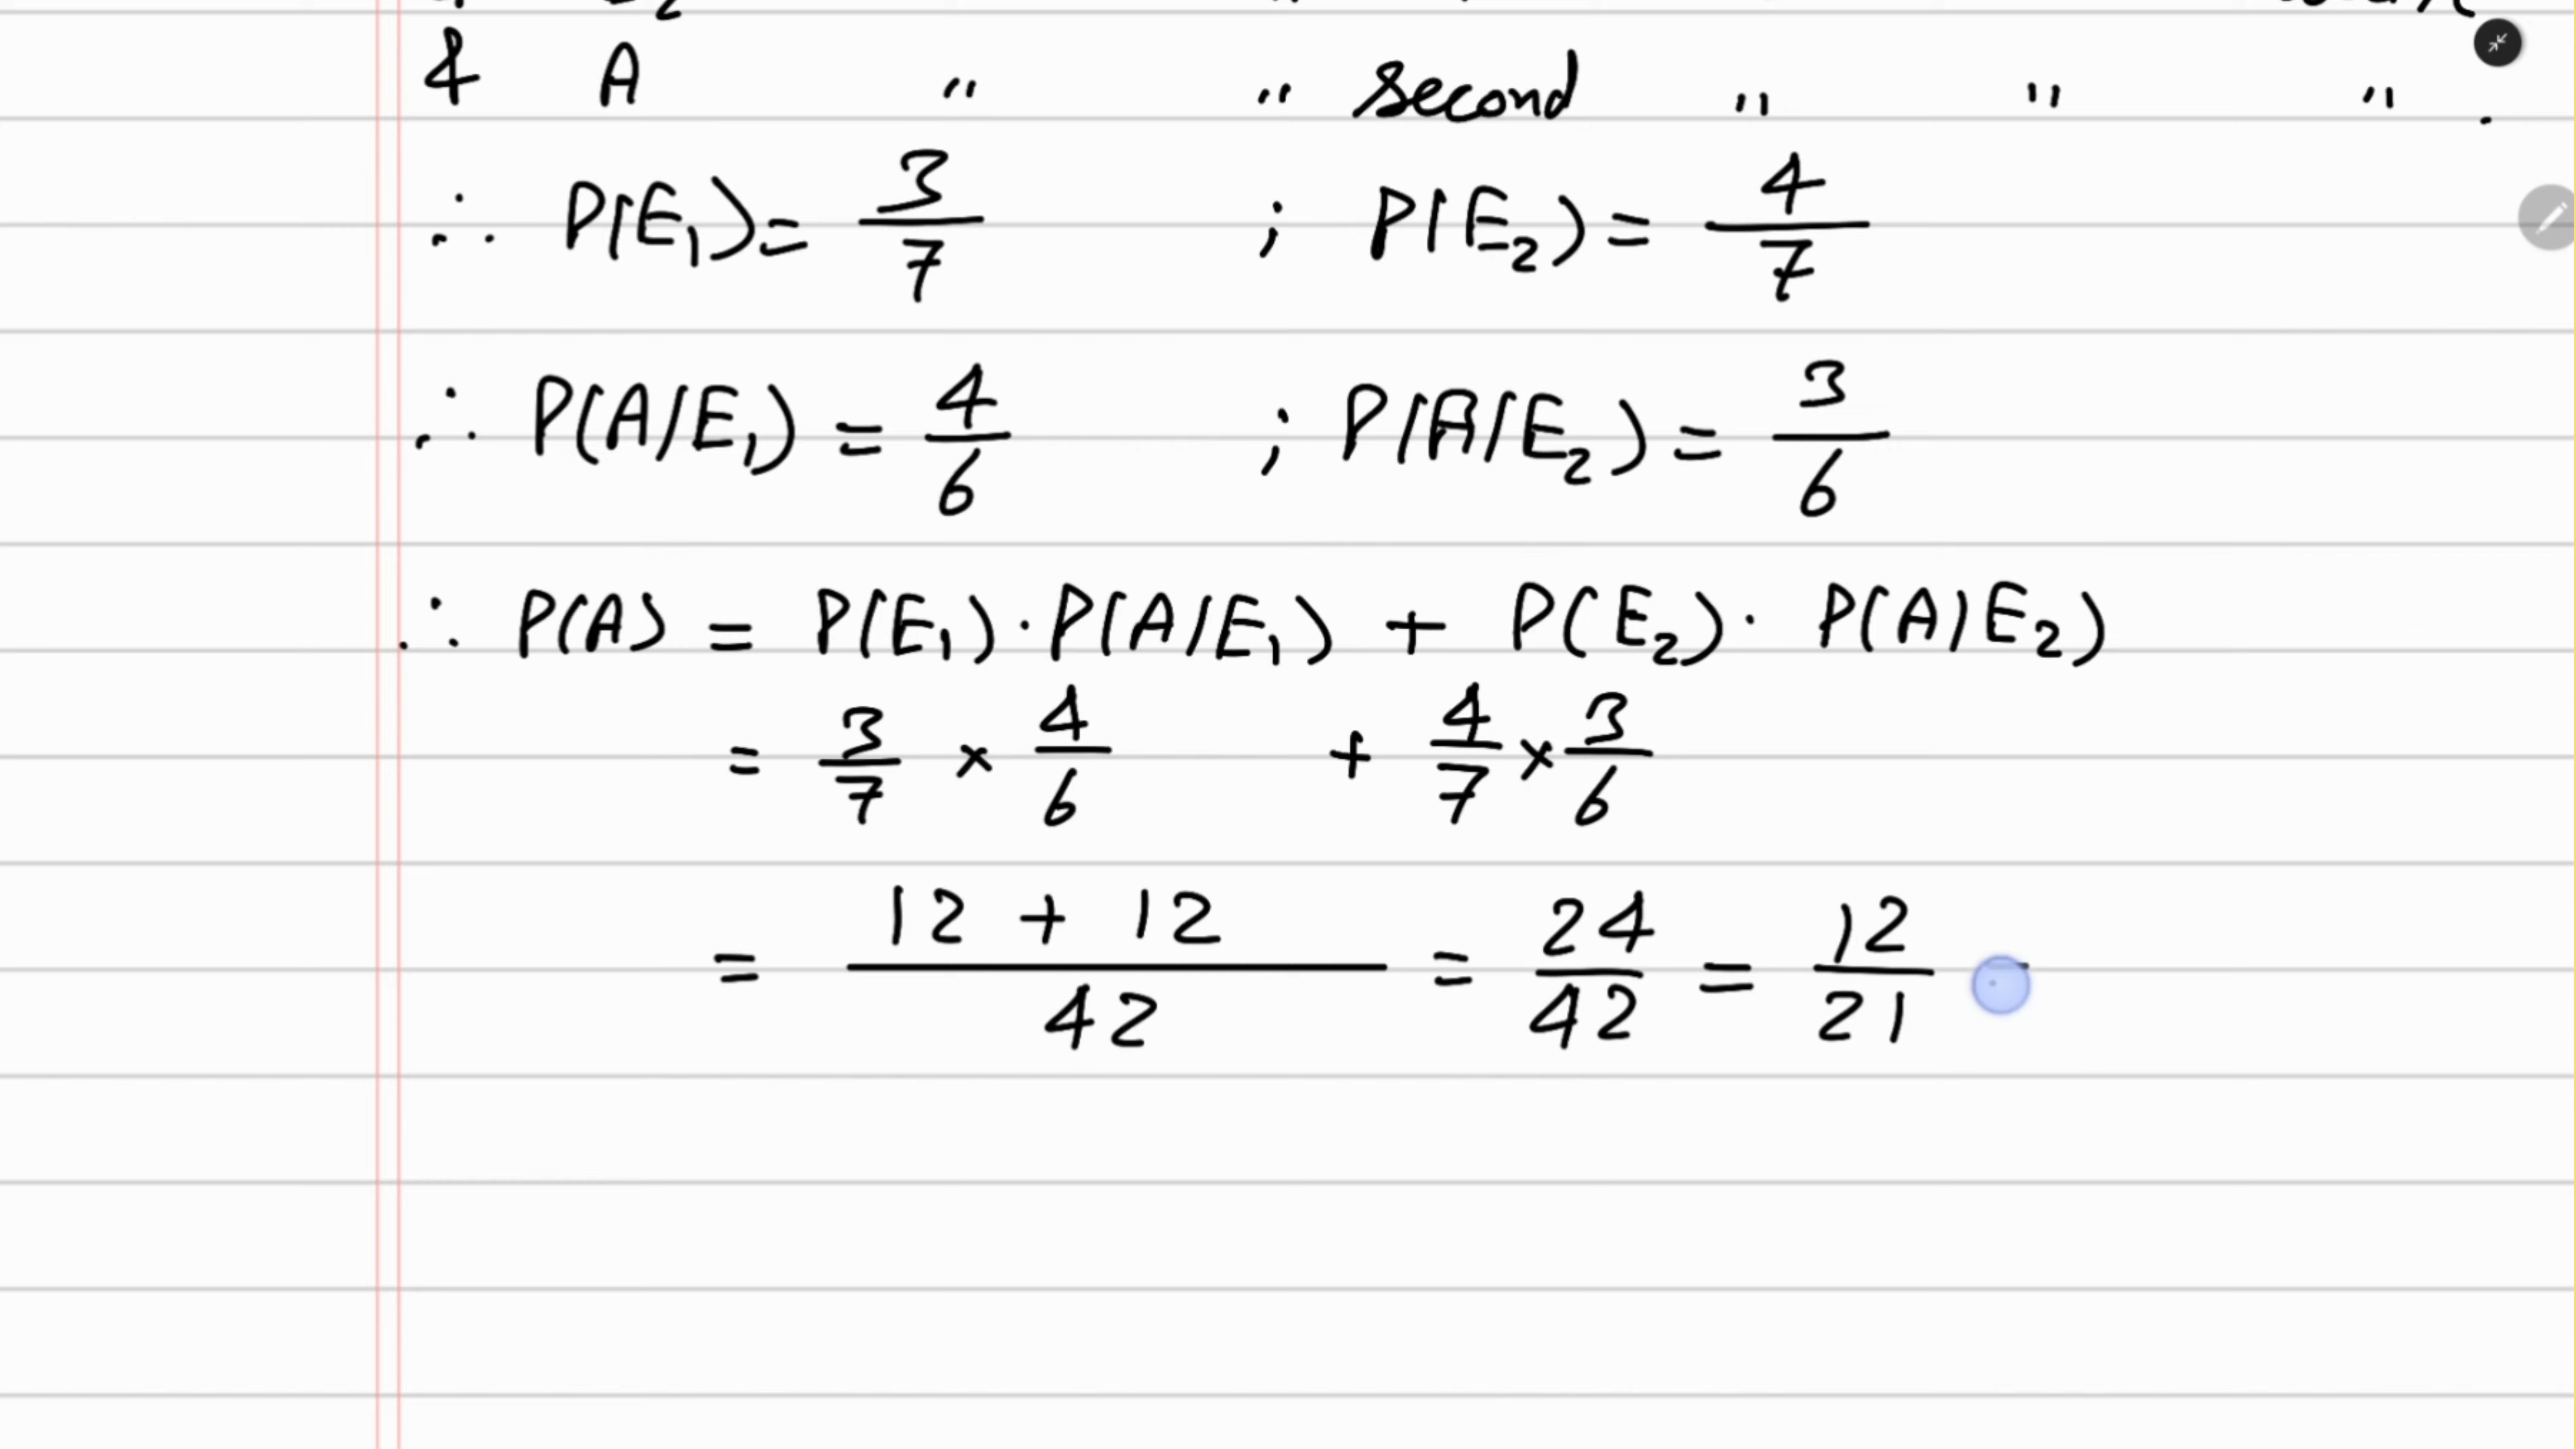 & A " " second " " ".
∴ P(E₁) = 3/7 ; P(E₂) = 4/7
∴ P(A/E₁) = 4/6 ; P(A/E₂) = 3/6
∴ P(A) = P(E₁) · P(A/E₁) + P(E₂) · P(A/E₂)
= 3/7 × 4/6 + 4/7 × 3/6
= (12 + 12)/42 = 24/42 = 12/21